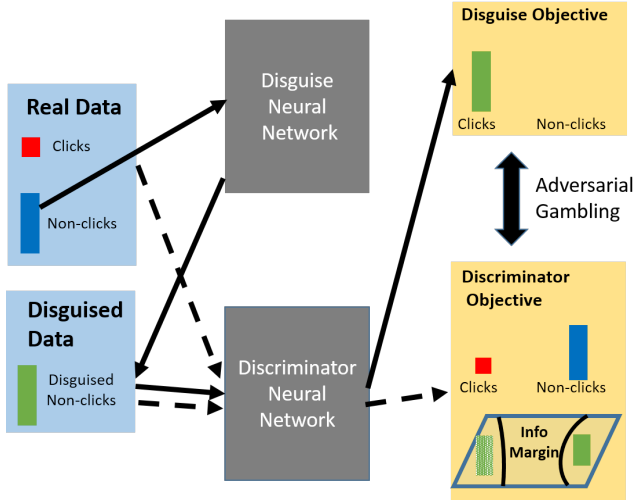 Real Data
Clicks
Non-clicks
Disguised
Data
Disguised
Non-clicks
Disguise
Neural
Network
Discriminator
Neural
Network
Disguise Objective
Clicks
Non-clicks
Adversarial
Gambling
Discriminator
Objective
Clicks
Non-clicks
Info
Margin